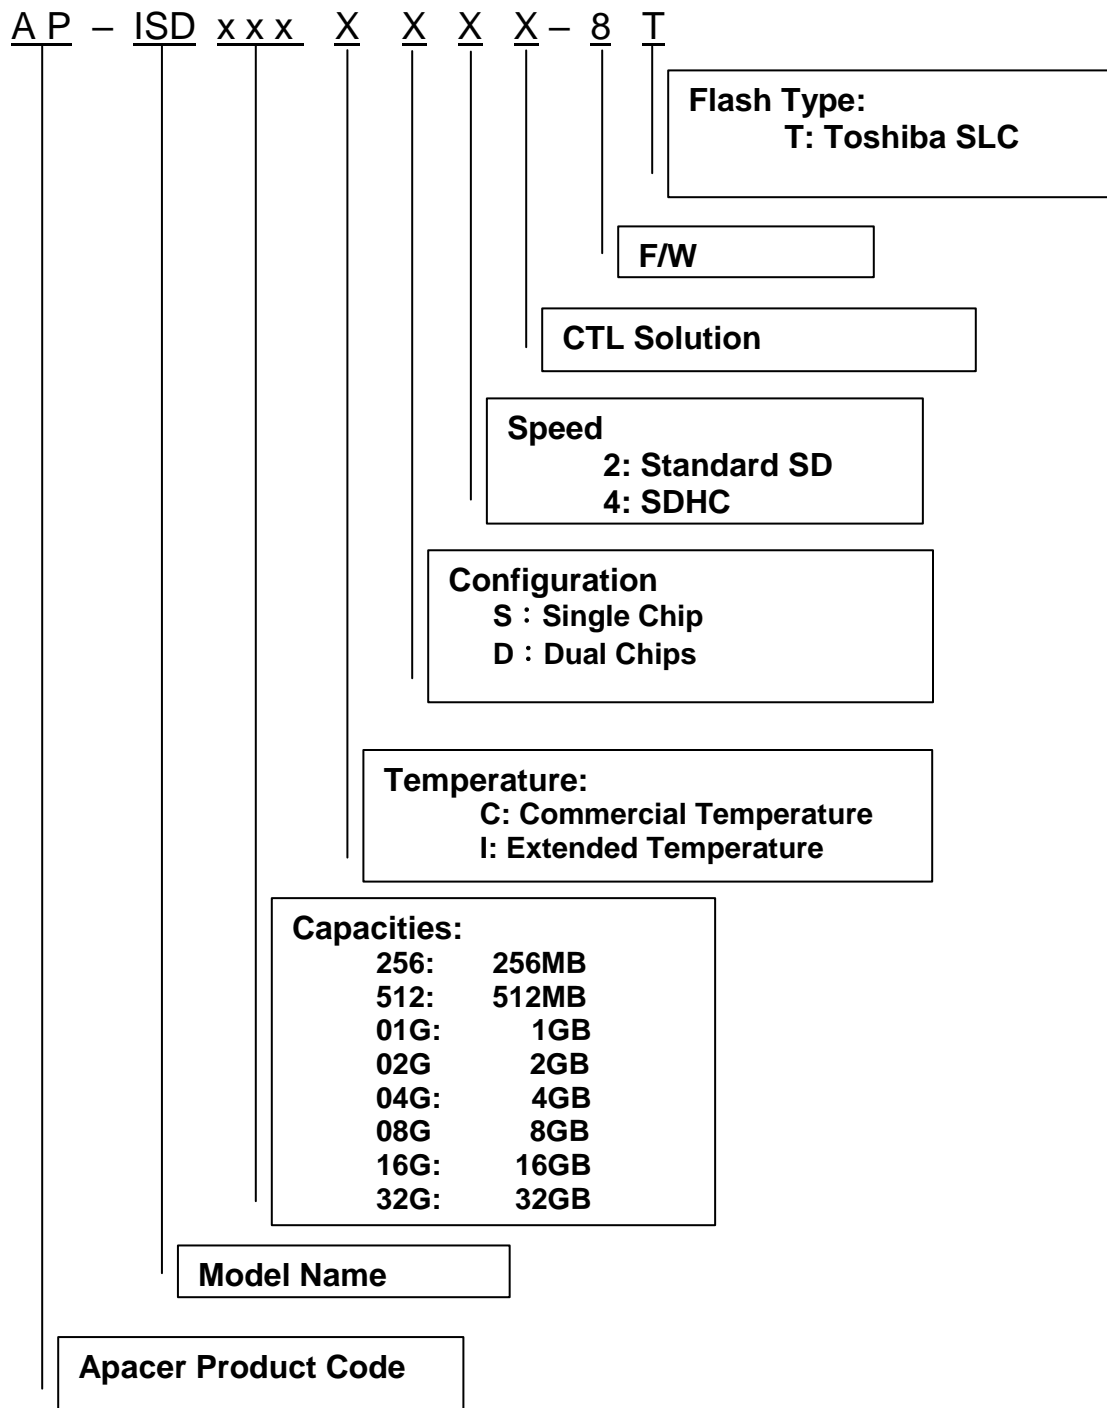 A P – ISD x x x X X X X – 8 T
Flash Type:
T: Toshiba SLC
F/W
CTL Solution
Speed
2: Standard SD
4: SDHC
Configuration
S：Single Chip
D：Dual Chips
Temperature:
C: Commercial Temperature
I: Extended Temperature
Capacities:
256: 256MB
512: 512MB
01G: 1GB
02G 2GB
04G: 4GB
08G 8GB
16G: 16GB
32G: 32GB
Model Name
Apacer Product Code